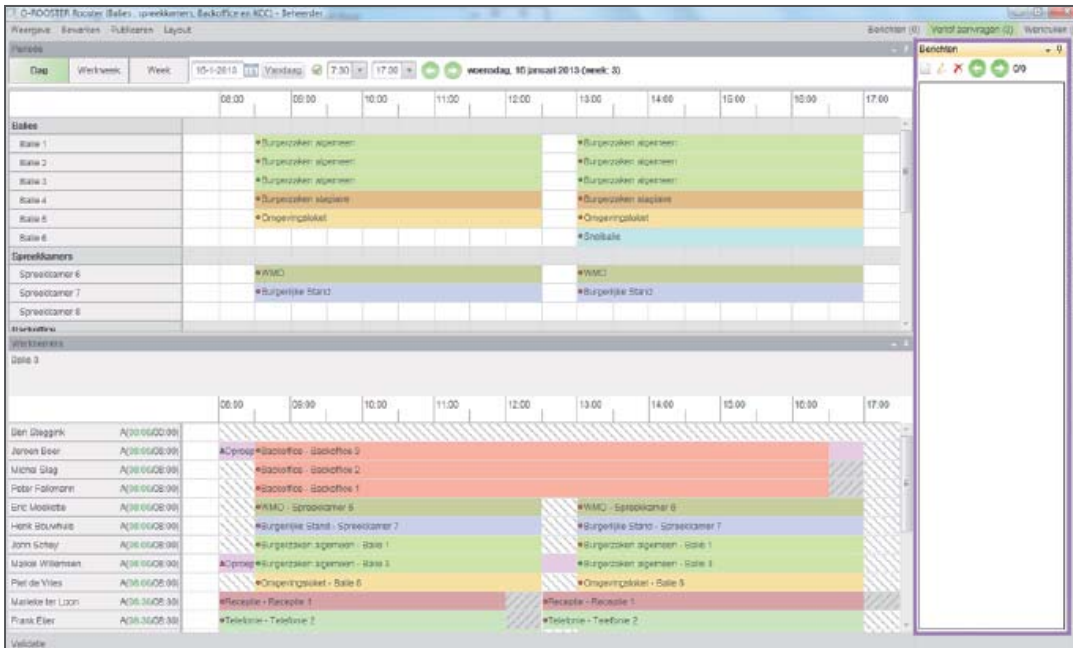 O-ROOSTER Rooster (Balies, spreekkamers, Backoffice en KCC) - Beheerder
Weergave Bewerken Publiceren Layout
Berichten (0) Verlof aanvragen (2)
Periode
Berichten
Dag Werkweek Week 16-1-2013 Vandaag 7:30 17:00 woensdag, 16 januari 2013 (week: 3)
0/0
08:00 09:00 10:00 11:00 12:00 13:00 14:00 15:00 16:00 17:00
Balies
Balie 1 Burgerzaken algemeen Burgerzaken algemeen
Balie 2 Burgerzaken algemeen Burgerzaken algemeen
Balie 3 Burgerzaken algemeen Burgerzaken algemeen
Balie 4 Burgerzaken stagiaire Burgerzaken stagiaire
Balie 5 Omgevingsloket Omgevingsloket
Balie 6 Snelbalie
Spreekkamers
Spreekkamer 6 WMO WMO
Spreekkamer 7 Burgerlijke Stand Burgerlijke Stand
Spreekkamer 8
Backoffice
Werknemers
Balie 3
08:00 09:00 10:00 11:00 12:00 13:00 14:00 15:00 16:00 17:00
Ben Steggink
Jeroen Boer Oproep Backoffice - Backoffice 3
Michel Slag Backoffice - Backoffice 2
Peter Backoffice - Backoffice 1
Eric WMO - Spreekkamer 6 WMO - Spreekkamer 6
Henk Bouwhuis Burgerlijke Stand - Spreekkamer 7 Burgerlijke Stand - Spreekkamer 7
John Schey Burgerzaken algemeen - Balie 1 Burgerzaken algemeen - Balie 1
Willemsen Oproep Burgerzaken algemeen - Balie 3 Burgerzaken algemeen - Balie 3
Piet de Vries Omgevingsloket - Balie 5 Omgevingsloket - Balie 5
Marieke ter Loon Receptie - Receptie 1 Receptie - Receptie 1
Frank Elier Telefonie - Telefonie 2 Telefonie - Telefonie 2
Validatie